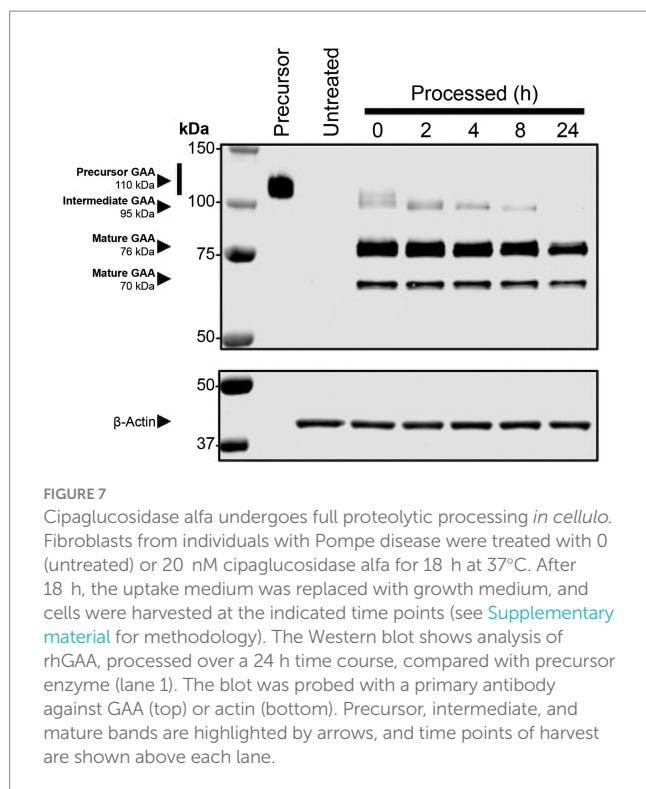 Precursor
Untreated
Processed (h)
0 2 4 8 24
kDa
150
Precursor GAA
110 kDa
100
Intermediate GAA
95 kDa
Mature GAA
76 kDa
75
Mature GAA
70 kDa
50
50
β-Actin
37
FIGURE 7
Cipaglucosidase alfa undergoes full proteolytic processing in cellulo.
Fibroblasts from individuals with Pompe disease were treated with 0
(untreated) or 20 nM cipaglucosidase alfa for 18 h at 37°C. After
18 h, the uptake medium was replaced with growth medium, and
cells were harvested at the indicated time points (see Supplementary
material for methodology). The Western blot shows analysis of
rhGAA, processed over a 24 h time course, compared with precursor
enzyme (lane 1). The blot was probed with a primary antibody
against GAA (top) or actin (bottom). Precursor, intermediate, and
mature bands are highlighted by arrows, and time points of harvest
are shown above each lane.